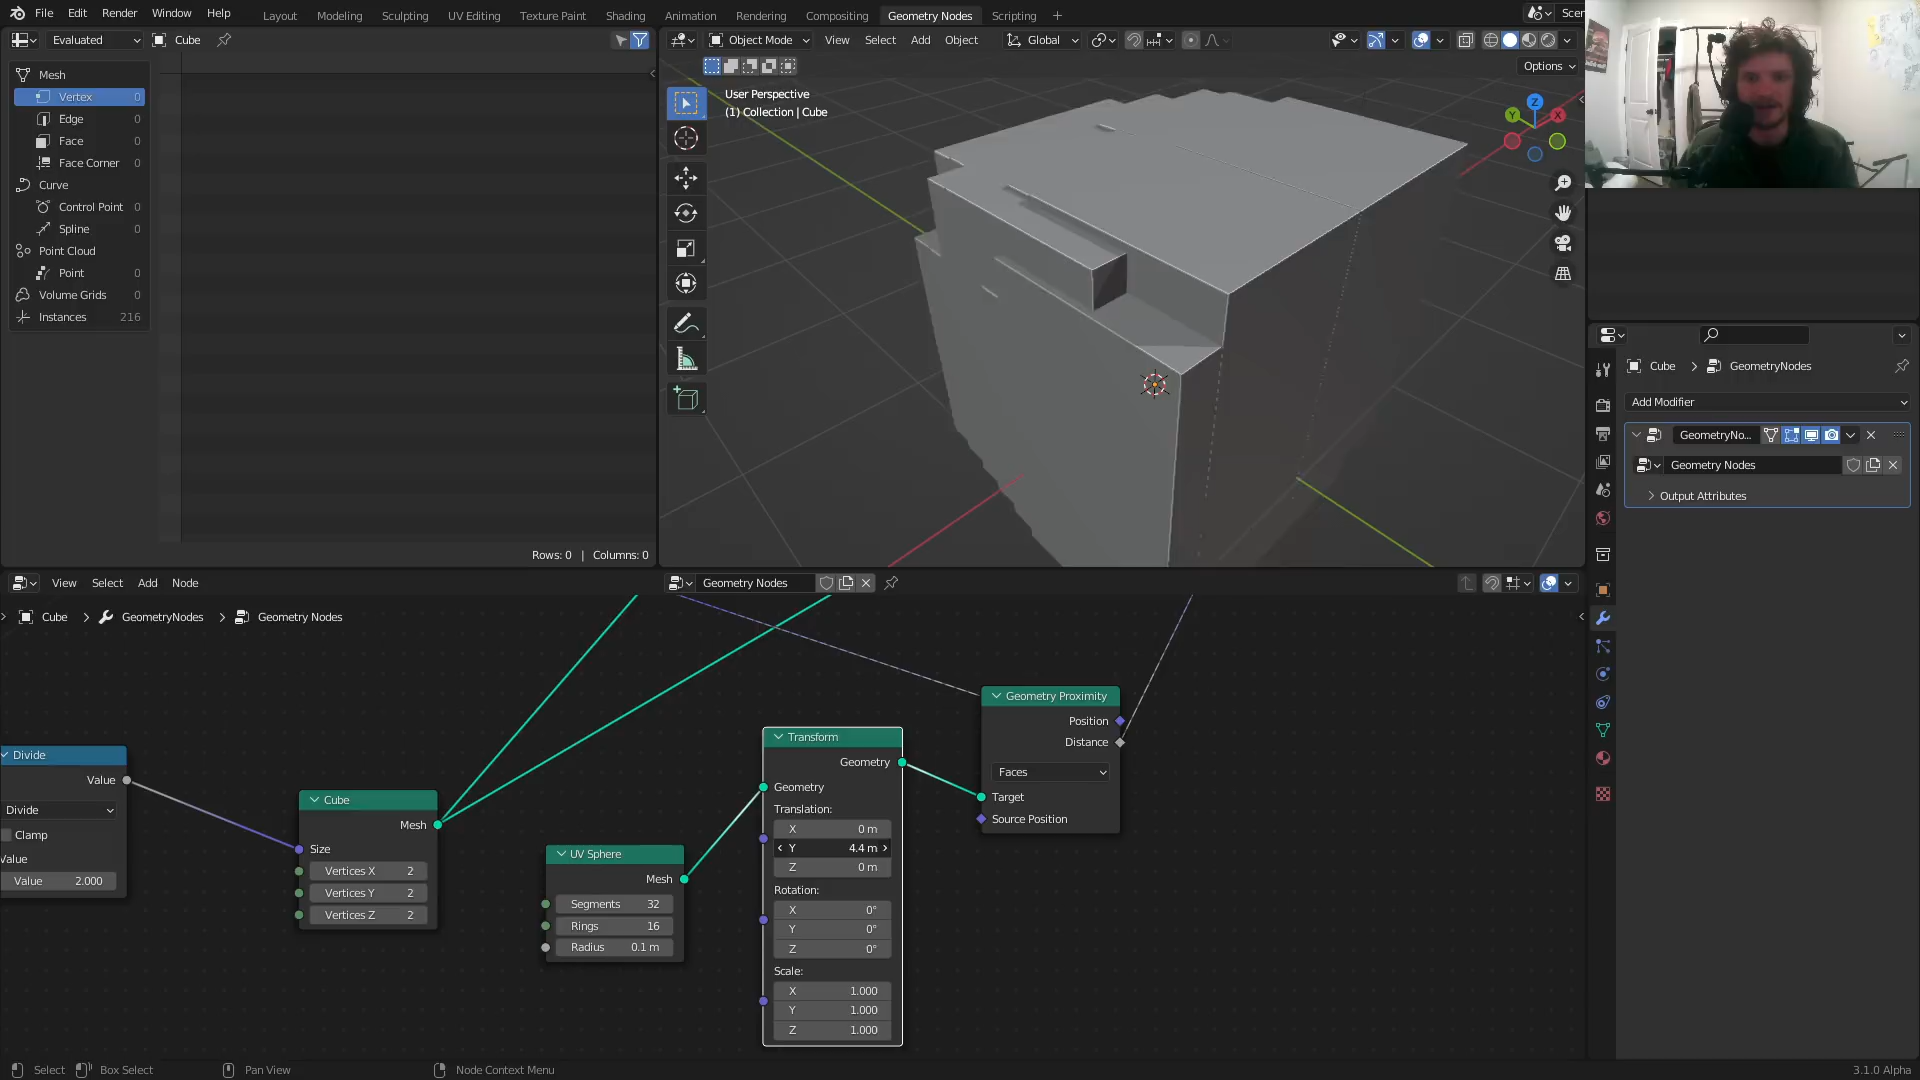 File Edit Render Window Help Layout Modeling Sculpting UV Editing Texture Paint Shading Animation Rendering Compositing Geometry Nodes Scripting + Scen
Evaluated Cube
Object Mode View Select Add Object Global
Options
Mesh
Vertex 0
Edge 0
Face 0
Face Corner 0
Curve
Control Point 0
Spline 0
Point Cloud
Point 0
Volume Grids 0
Instances 216
Rows: 0 | Columns: 0
User Perspective
(1) Collection | Cube
Z
Y
X
Cube > GeometryNodes
Add Modifier
GeometryNo...
Geometry Nodes
Output Attributes
View Select Add Node
Geometry Nodes
Cube > GeometryNodes > Geometry Nodes
Divide
Value
Divide
Clamp
Value
Value 2.000
Cube
Mesh
Size
Vertices X 2
Vertices Y 2
Vertices Z 2
UV Sphere
Mesh
Segments 32
Rings 16
Radius 0.1 m
Transform
Geometry
Geometry
Translation:
X 0 m
Y 4.4 m
Z 0 m
Rotation:
X 0°
Y 0°
Z 0°
Scale:
X 1.000
Y 1.000
Z 1.000
Geometry Proximity
Position
Distance
Faces
Target
Source Position
Select Box Select Pan View Node Context Menu 3.1.0 Alpha